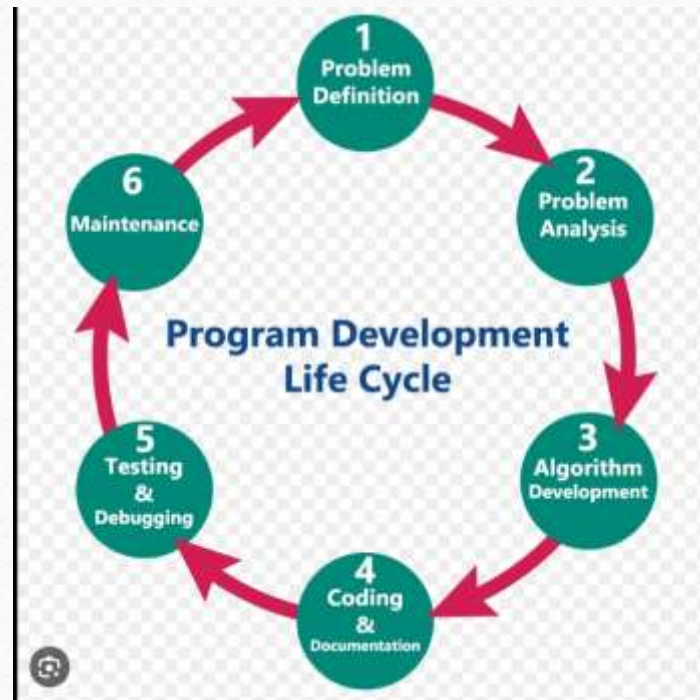 1
Problem
Definition
2
Problem
Analysis
3
Algorithm
Development
4
Coding
&
Documentation
5
Testing
&
Debugging
6
Maintenance
Program Development
Life Cycle